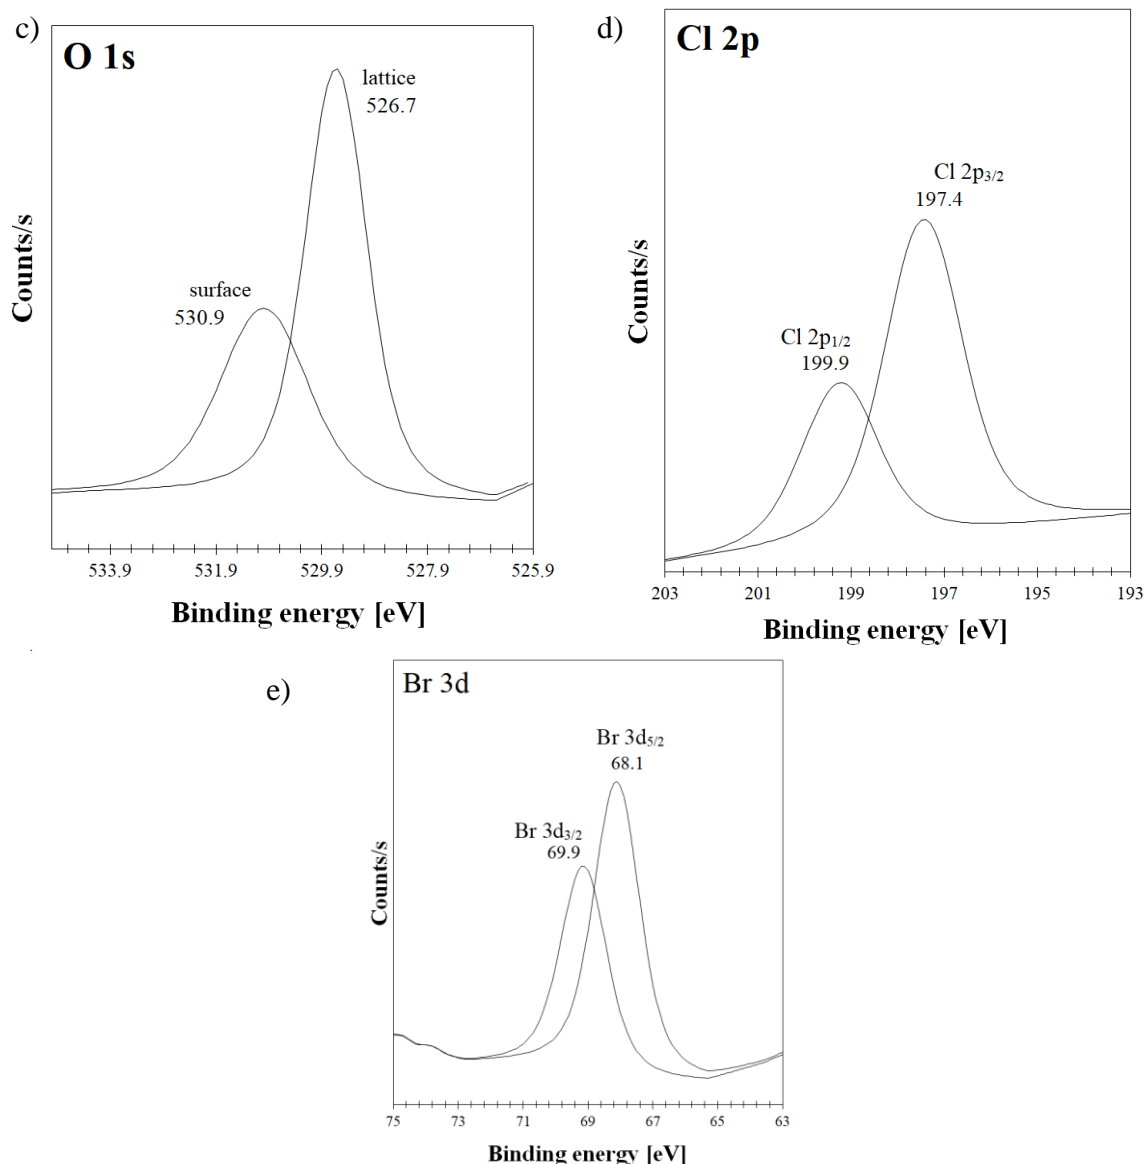 c)
O 1s
lattice
526.7
surface
530.9
Counts/s
533.9 531.9 529.9 527.9 525.9
Binding energy [eV]
d)
Cl 2p
Cl 2p3/2
197.4
Cl 2p1/2
199.9
Counts/s
203 201 199 197 195 193
Binding energy [eV]
e)
Br 3d
Br 3d5/2
68.1
Br 3d3/2
69.9
Counts/s
75 73 71 69 67 65 63
Binding energy [eV]